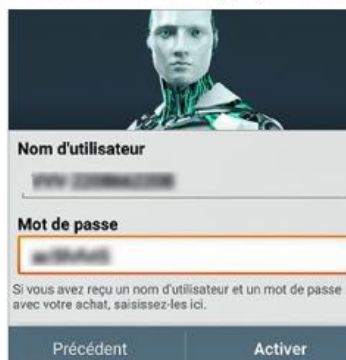 Nom d'utilisateur
Mot de passe
Si vous avez reçu un nom d'utilisateur et un mot de passe
avec votre achat, saisissez-les ici.
Précédent Activer